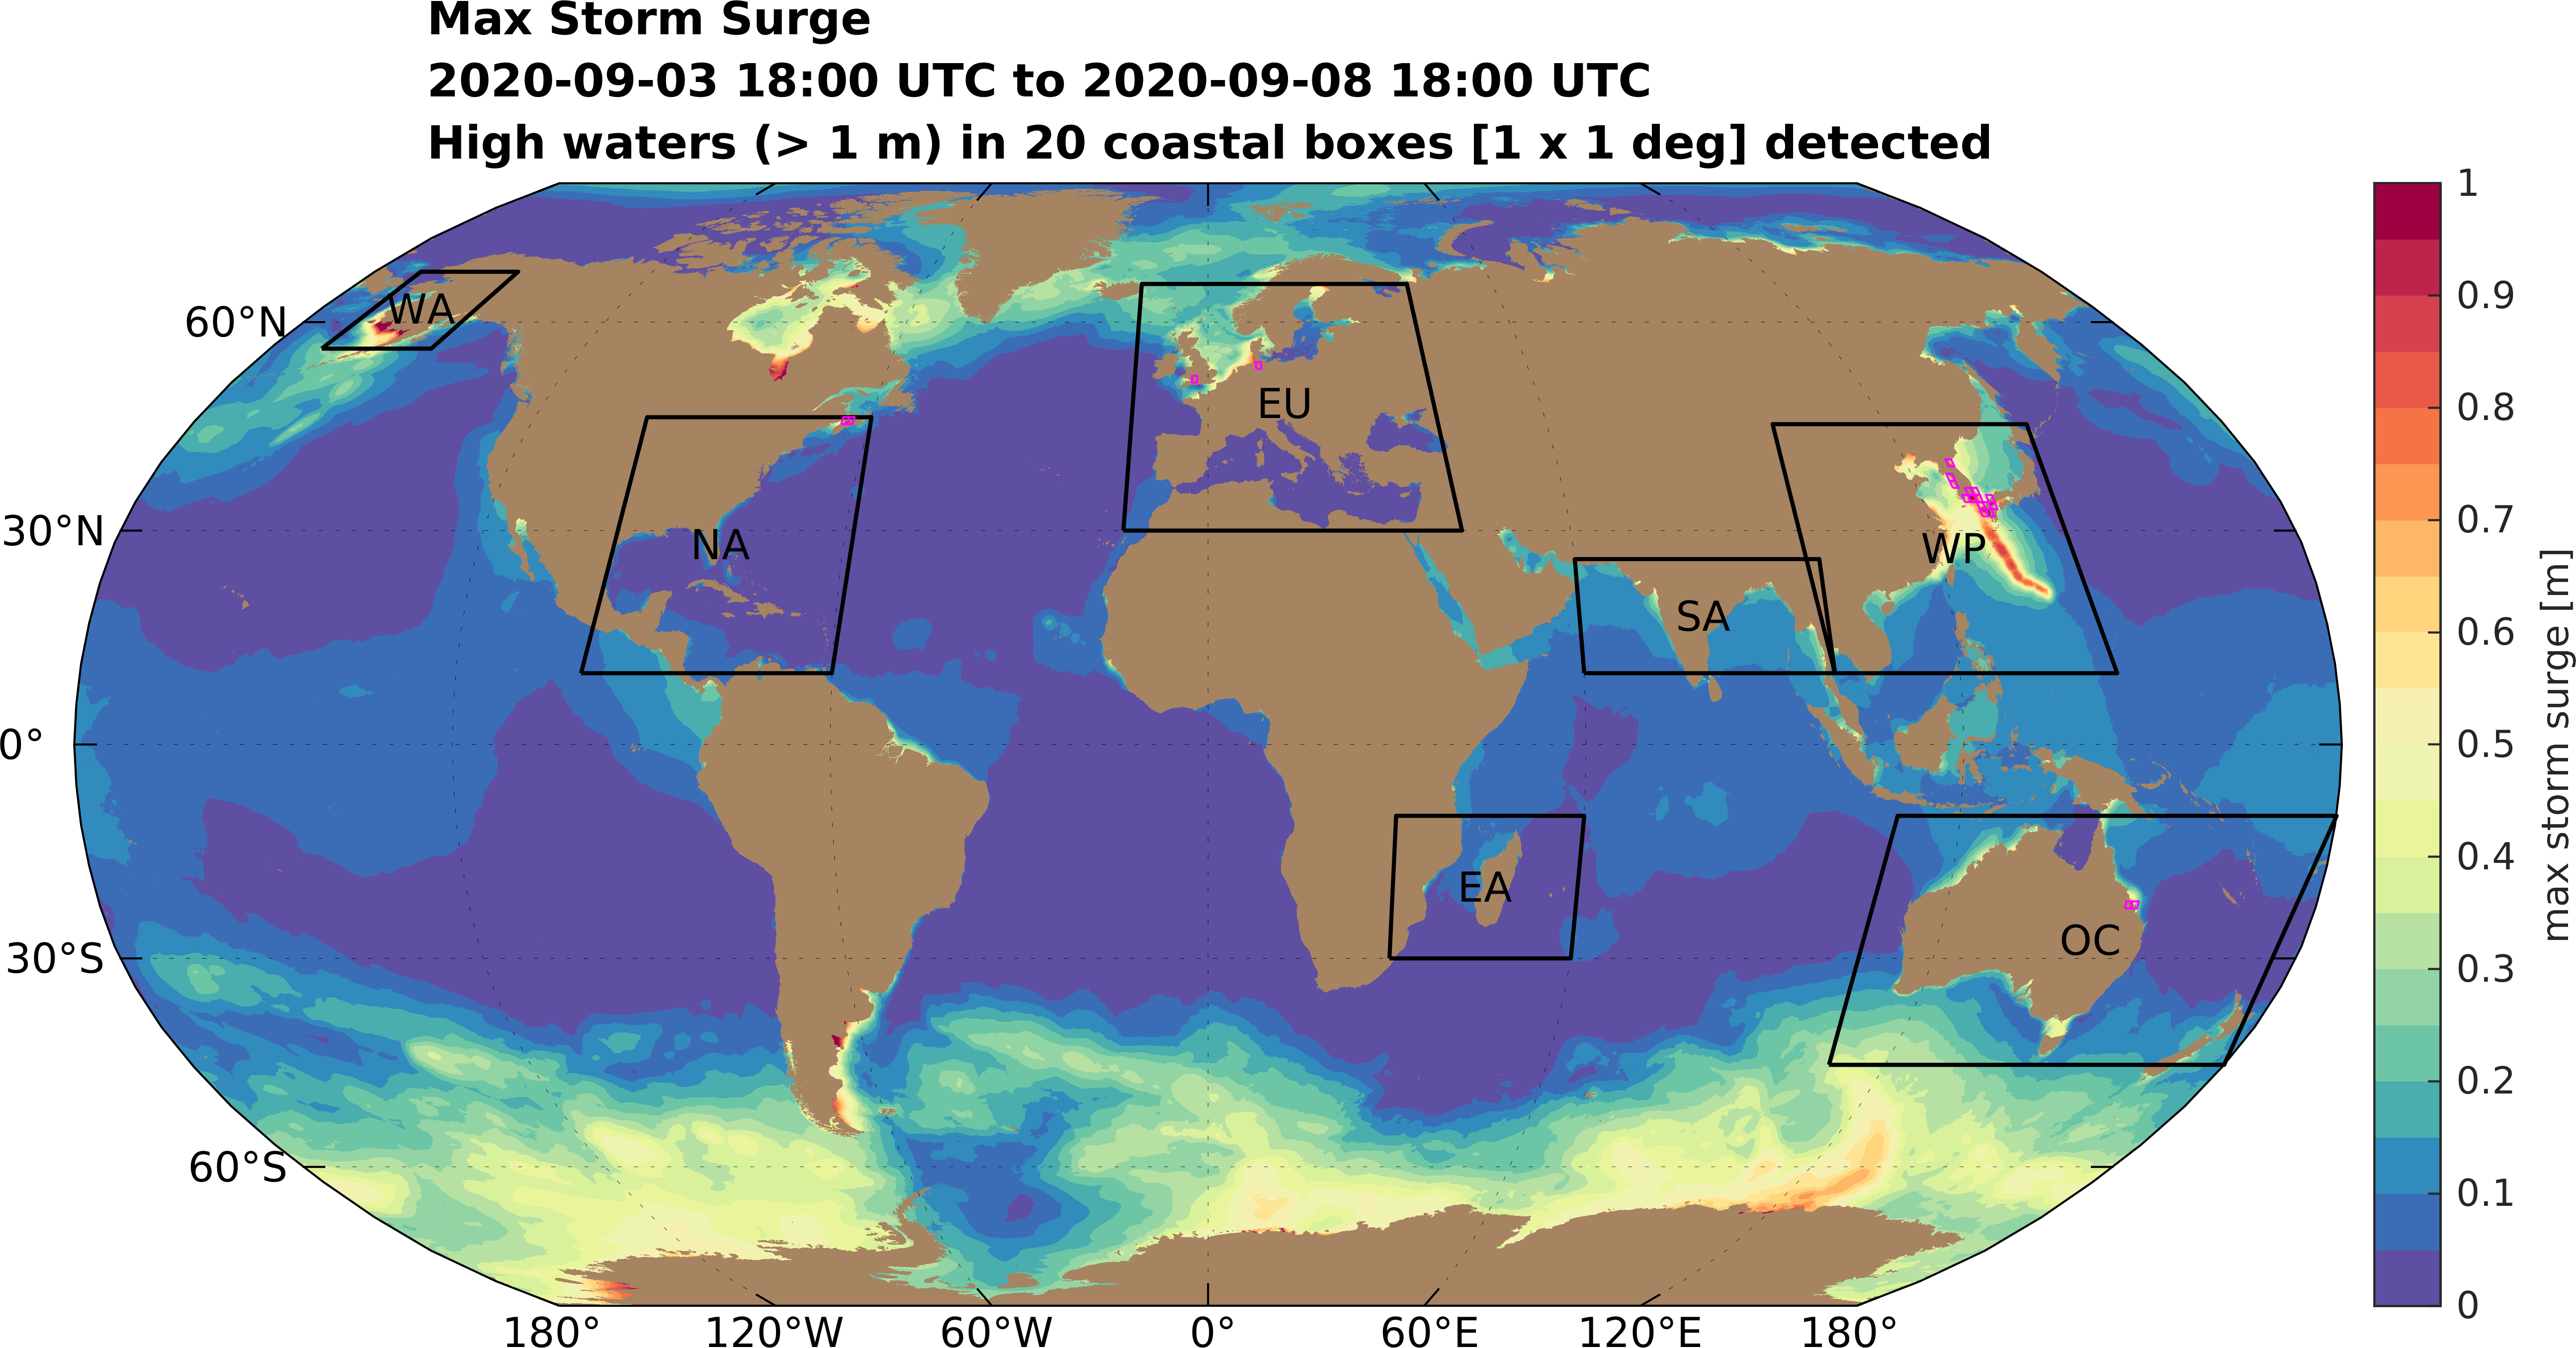 Max Storm Surge
2020-09-03 18:00 UTC to 2020-09-08 18:00 UTC
High waters (> 1 m) in 20 coastal boxes [1 x 1 deg] detected
60°N
30°N
0°
30°S
60°S
180°
120°W
60°W
0°
60°E
120°E
180°
WA
NA
EU
SA
WP
EA
OC
1
0.9
0.8
0.7
0.6
0.5
0.4
0.3
0.2
0.1
0
max storm surge [m]